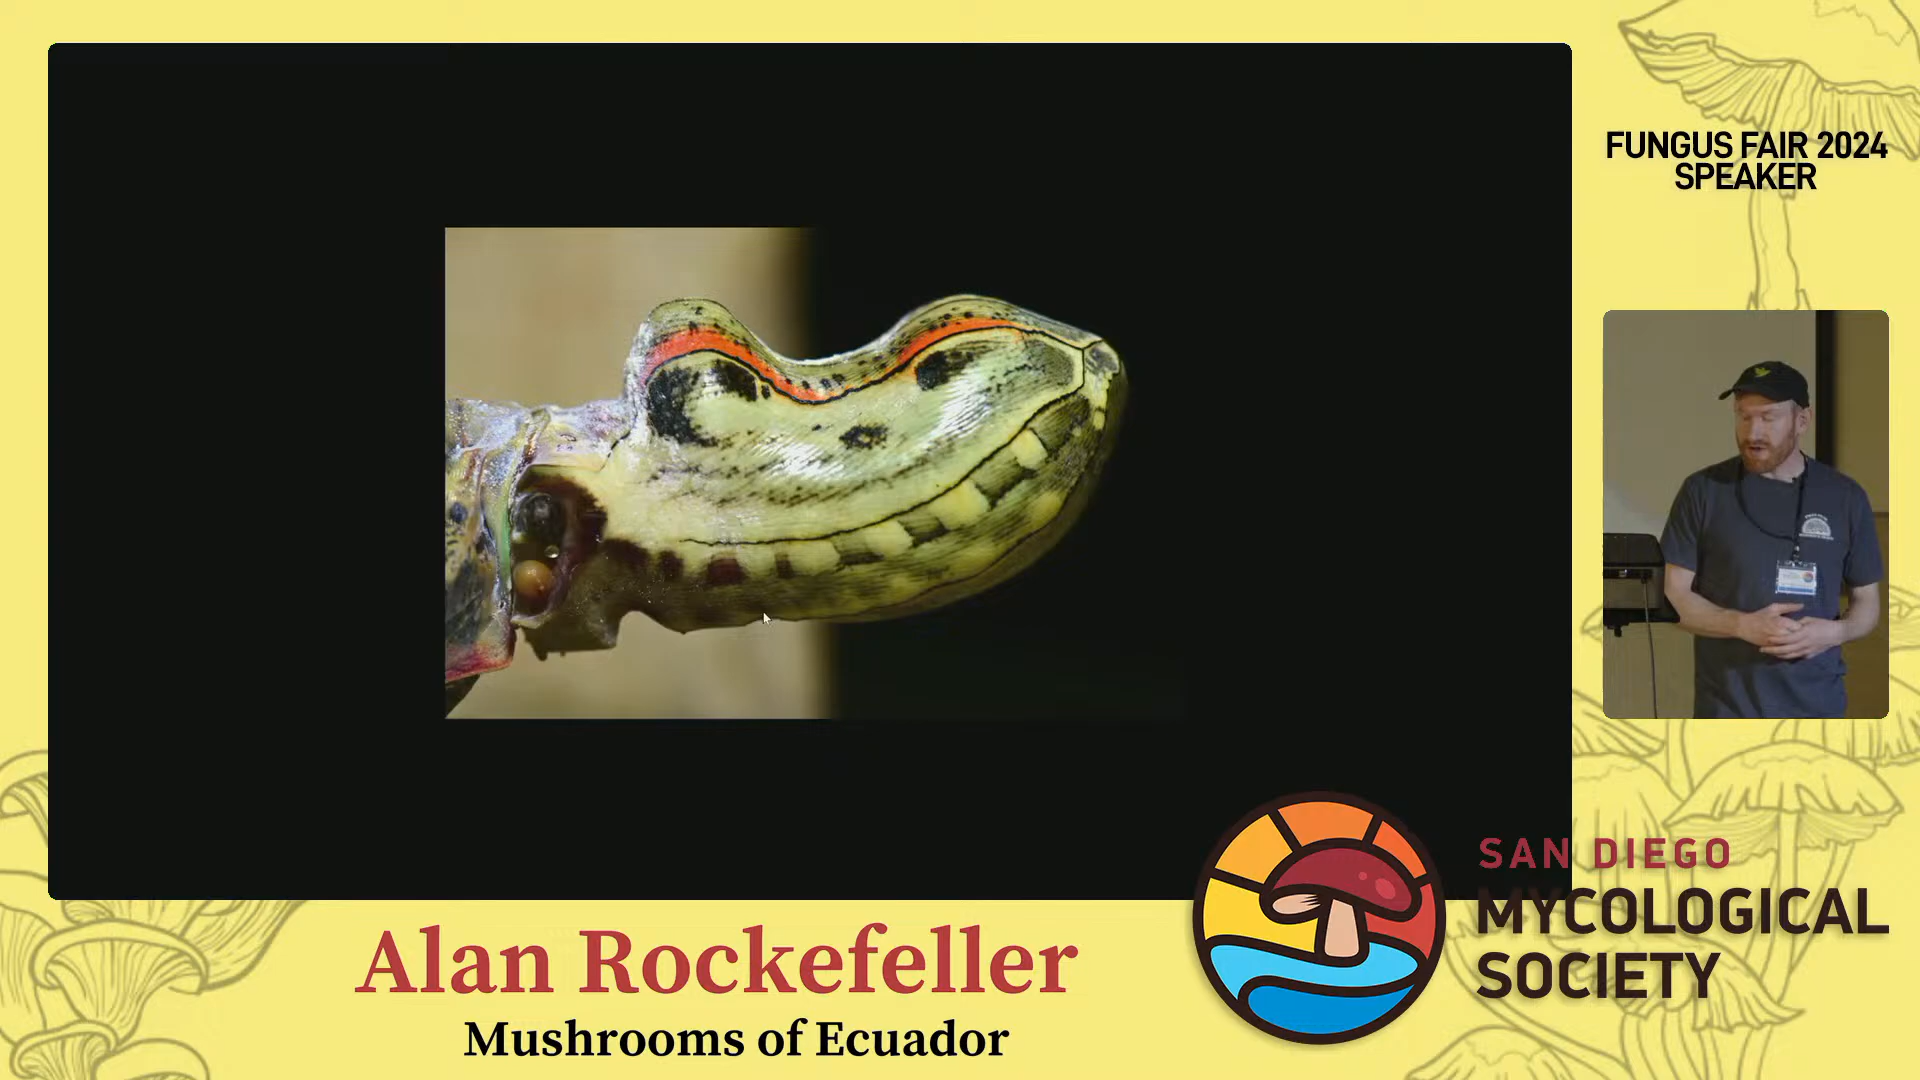 FUNGUS FAIR 2024
SPEAKER
SAN DIEGO
MYCOLOGICAL
SOCIETY
Alan Rockefeller
Mushrooms of Ecuador